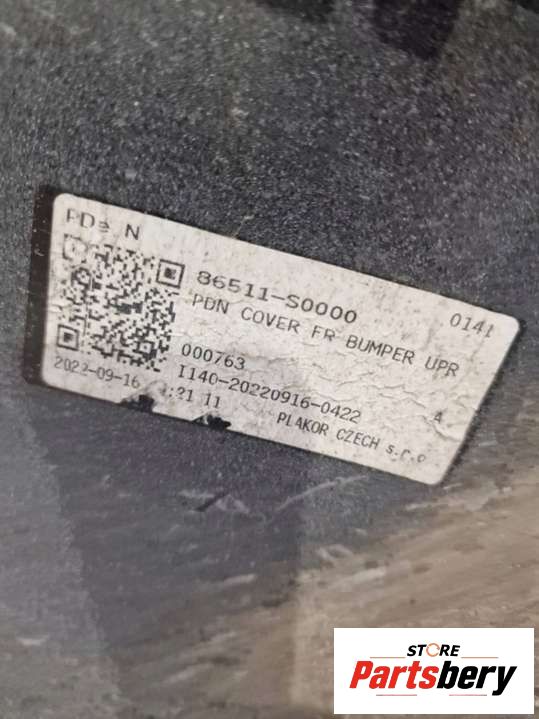 PDe N
86511-S0000 0141
PDN COVER FR BUMPER UPR
000763
I140-20220916-0422 4
2022-09-16 :21 11
PLAKOR CZECH s.r.o
STORE
Partsbery